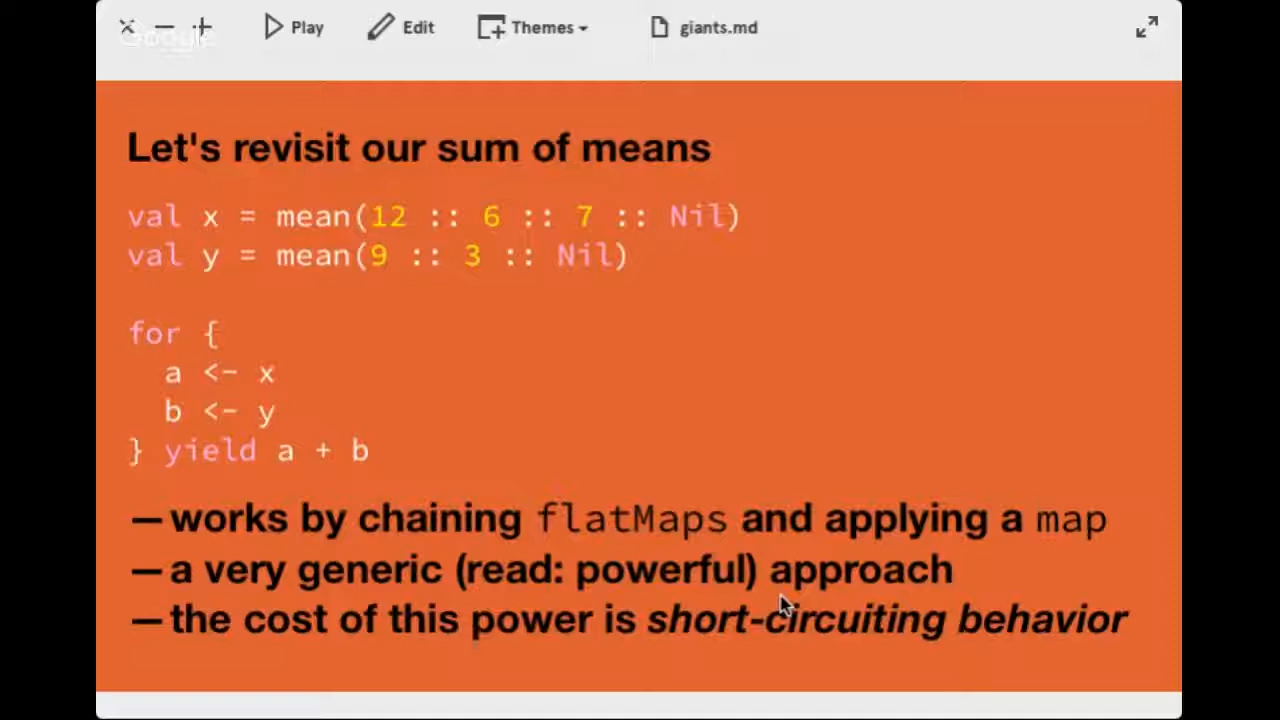 Google
Play Edit Themes giants.md
Let's revisit our sum of means
val x = mean(12 :: 6 :: 7 :: Nil)
val y = mean(9 :: 3 :: Nil)
for {
a <- x
b <- y
} yield a + b
— works by chaining flatMaps and applying a map
— a very generic (read: powerful) approach
— the cost of this power is short-circuiting behavior